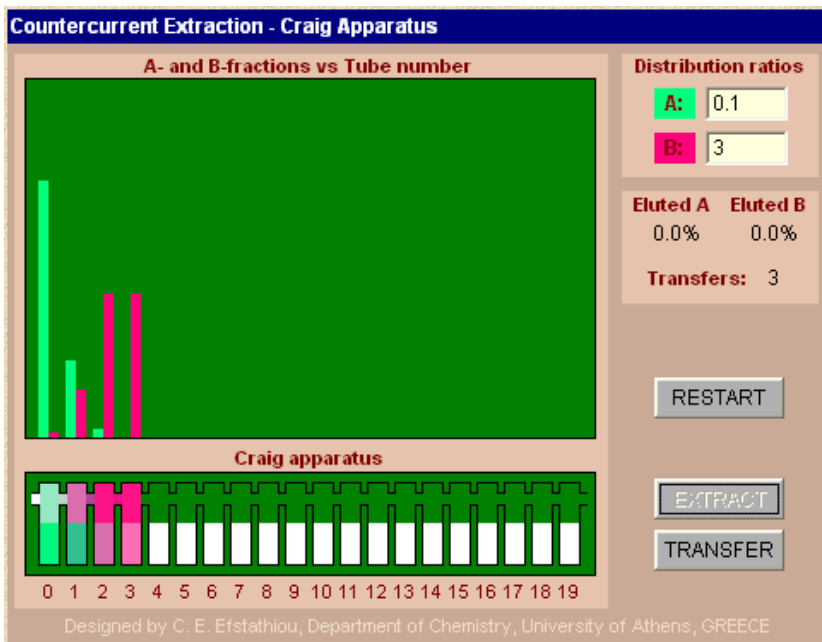 Countercurrent Extraction - Craig Apparatus
A- and B-fractions vs Tube number
Distribution ratios
A: 0.1
B: 3
Eluted A Eluted B
0.0% 0.0%
Transfers: 3
RESTART
Craig apparatus
EXTRACT
TRANSFER
0 1 2 3 4 5 6 7 8 9 10 11 12 13 14 15 16 17 18 19
Designed by C. E. Efstathiou, Department of Chemistry, University of Athens, GREECE